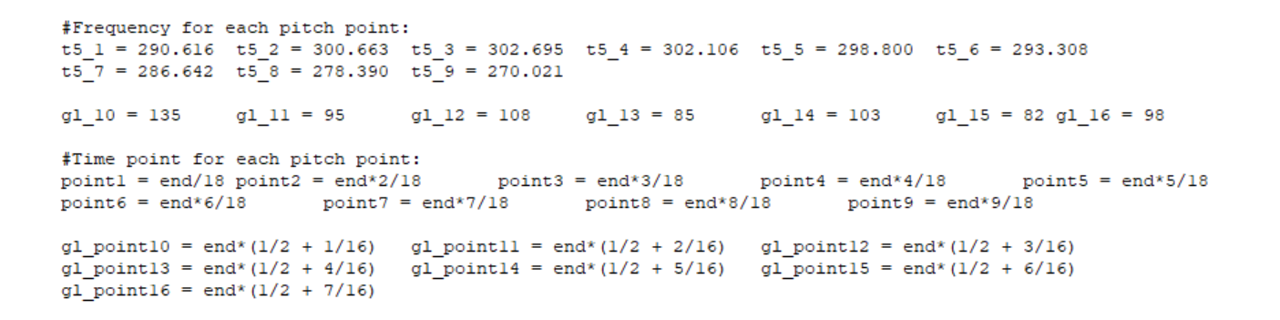 #Frequency for each pitch point:
t5_1 = 290.616  t5_2 = 300.663  t5_3 = 302.695  t5_4 = 302.106  t5_5 = 298.800  t5_6 = 293.308
t5_7 = 286.642  t5_8 = 278.390  t5_9 = 270.021
gl_10 = 135     gl_11 = 95      gl_12 = 108     gl_13 = 85      gl_14 = 103     gl_15 = 82 gl_16 = 98
#Time point for each pitch point:
point1 = end/18 point2 = end*2/18       point3 = end*3/18       point4 = end*4/18       point5 = end*5/18
point6 = end*6/18       point7 = end*7/18       point8 = end*8/18       point9 = end*9/18
gl_point10 = end*(1/2 + 1/16)   gl_point11 = end*(1/2 + 2/16)   gl_point12 = end*(1/2 + 3/16)
gl_point13 = end*(1/2 + 4/16)   gl_point14 = end*(1/2 + 5/16)   gl_point15 = end*(1/2 + 6/16)
gl_point16 = end*(1/2 + 7/16)